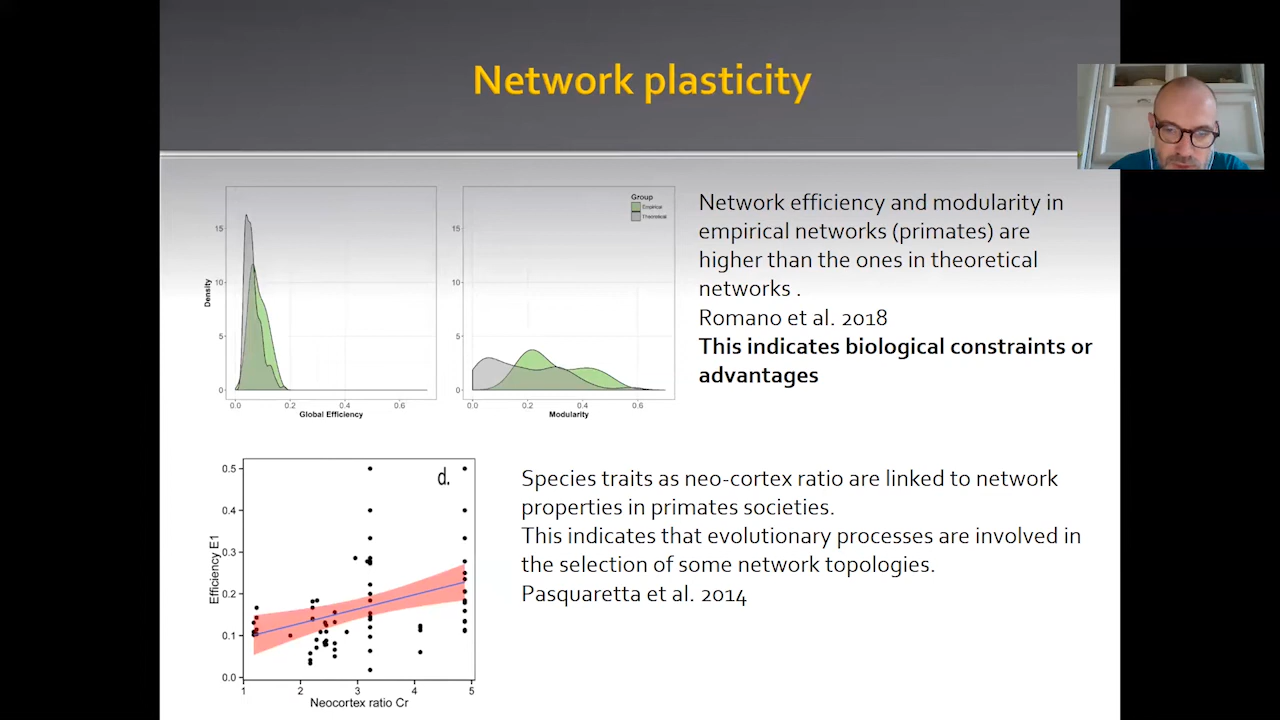 Network plasticity
Group
Empirical
Theoretical
15
10
5
0
Density
0.0 0.2 0.4 0.6
Global Efficiency
15
10
5
0
0.0 0.2 0.4 0.6
Modularity
Network efficiency and modularity in
empirical networks (primates) are
higher than the ones in theoretical
networks .
Romano et al. 2018
This indicates biological constraints or
advantages
d.
0.5
0.4
0.3
0.2
0.1
0.0
Efficiency E1
1 2 3 4 5
Neocortex ratio Cr
Species traits as neo-cortex ratio are linked to network
properties in primates societies.
This indicates that evolutionary processes are involved in
the selection of some network topologies.
Pasquaretta et al. 2014